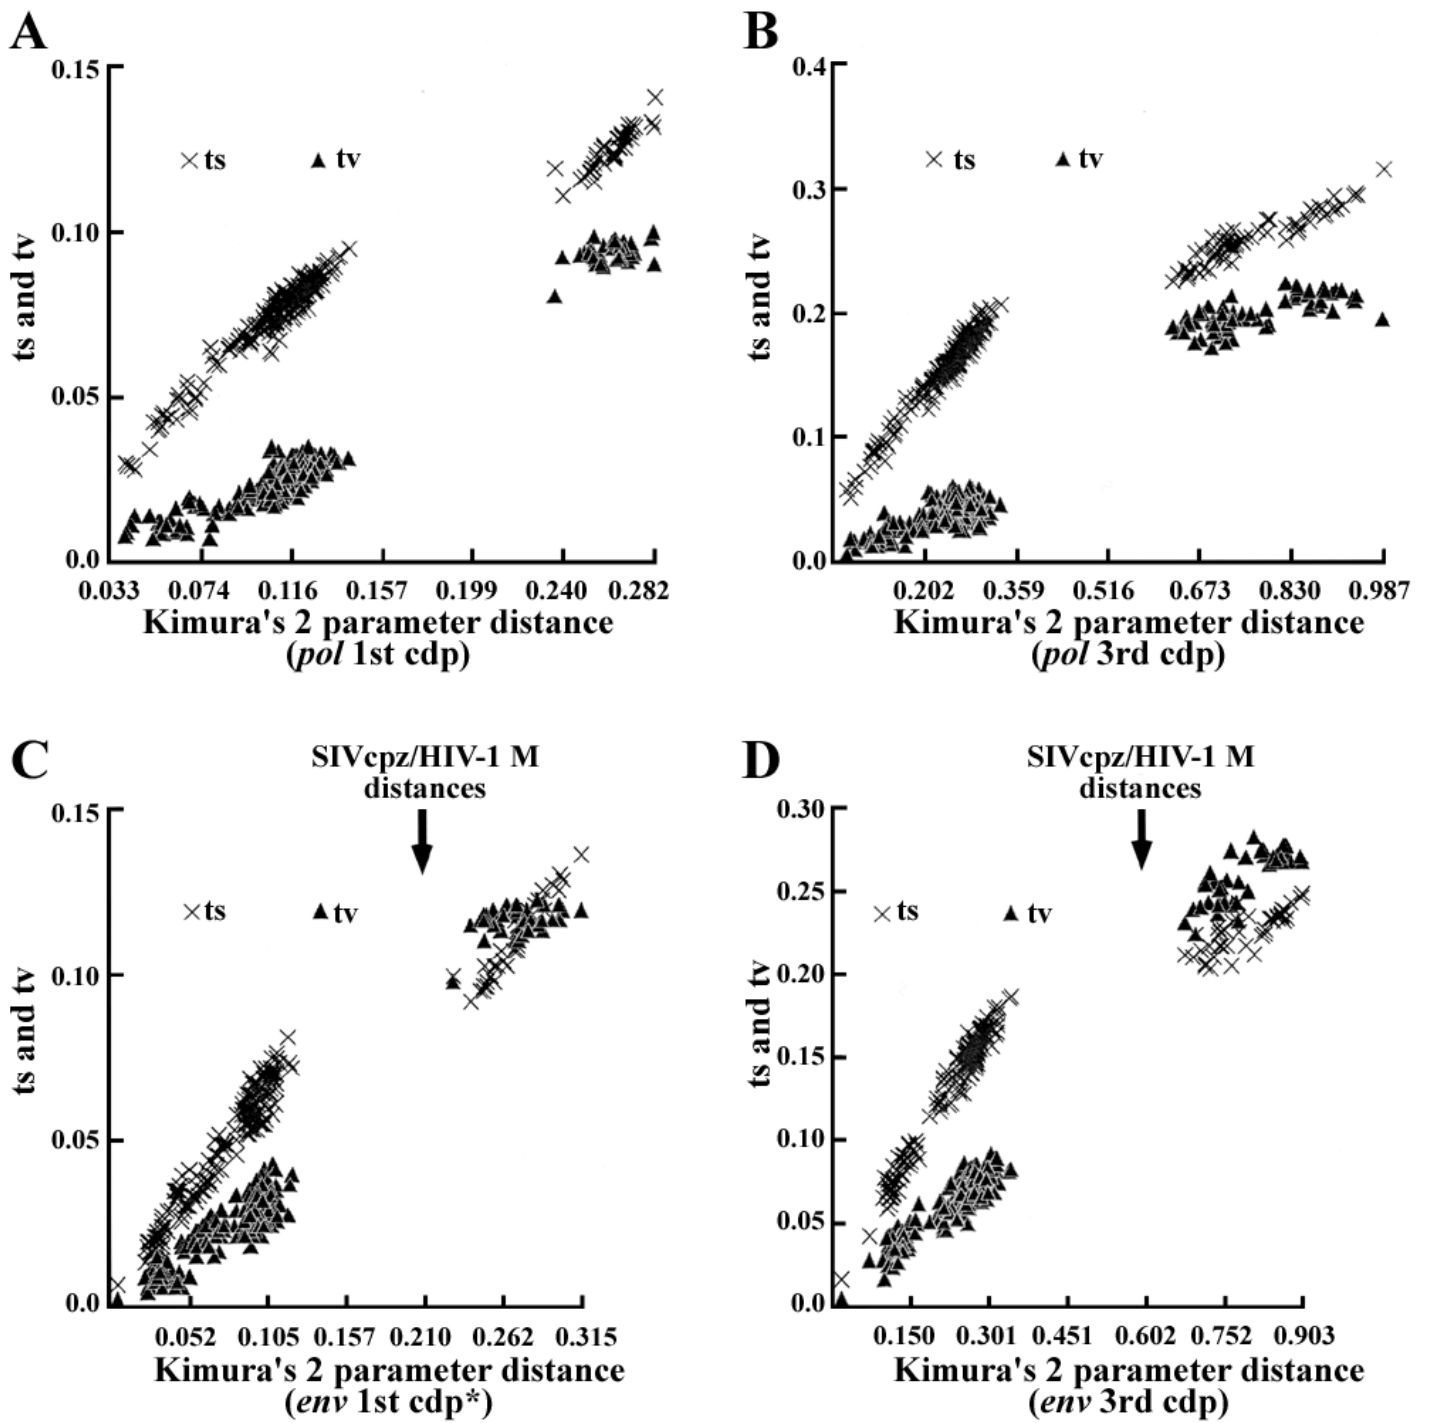 A
0.15
0.10
0.05
0.0
ts and tv
ts tv
0.033 0.074 0.116 0.157 0.199 0.240 0.282
Kimura's 2 parameter distance
(pol 1st cdp)
B
0.4
0.3
0.2
0.1
0.0
ts and tv
ts tv
0.202 0.359 0.516 0.673 0.830 0.987
Kimura's 2 parameter distance
(pol 3rd cdp)
C
SIVcpz/HIV-1 M
distances
0.15
0.10
0.05
0.0
ts and tv
ts tv
0.052 0.105 0.157 0.210 0.262 0.315
Kimura's 2 parameter distance
(env 1st cdp*)
D
SIVcpz/HIV-1 M
distances
0.30
0.25
0.20
0.15
0.10
0.05
0.0
ts and tv
ts tv
0.150 0.301 0.451 0.602 0.752 0.903
Kimura's 2 parameter distance
(env 3rd cdp)